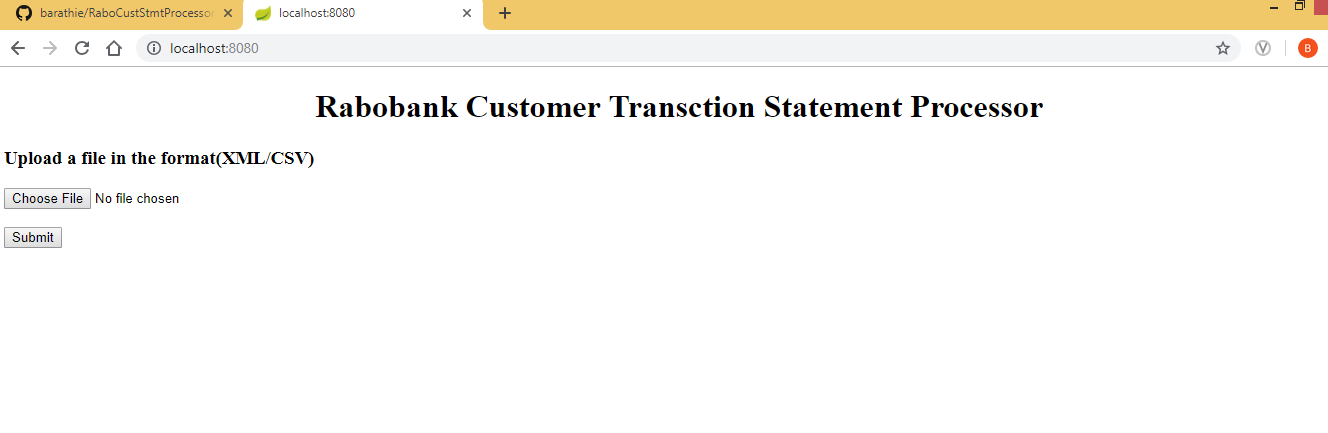 barathie/RaboCustStmtProcessor
localhost:8080
localhost:8080
B
Rabobank Customer Transction Statement Processor
Upload a file in the format(XML/CSV)
Choose File No file chosen
Submit